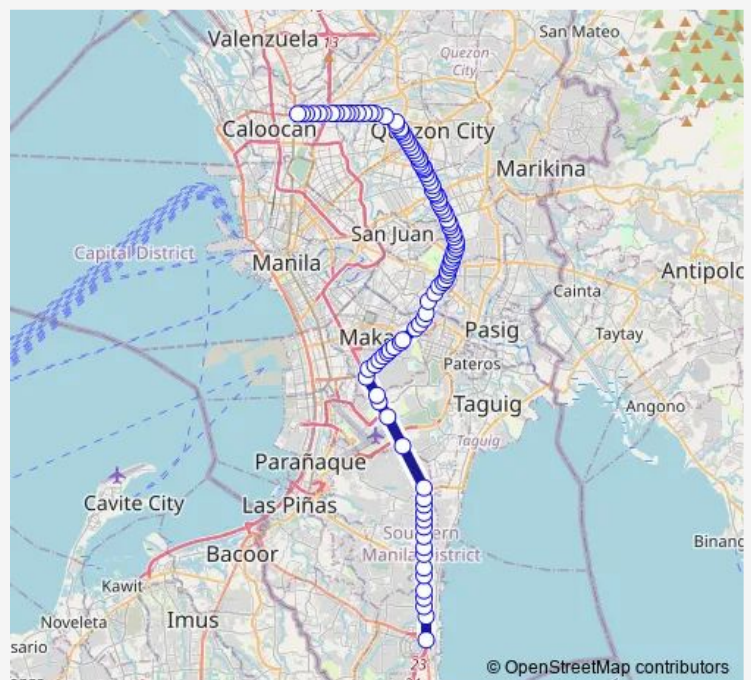 Valenzuela
13
San Mateo
Quezon
City
Caloocan
Quezon City
Marikina
San Juan
Capital District
Manila
Antipolo
Cainta
Maka
Pasig
Taytay
Pateros
Taguig
Angono
Taguig
Parañaque
Cavite City
Las Piñas
Southern
Manila District
Binang
Bacoor
Kawit
Imus
Noveleta
sario
23
© OpenStreetMap contributors